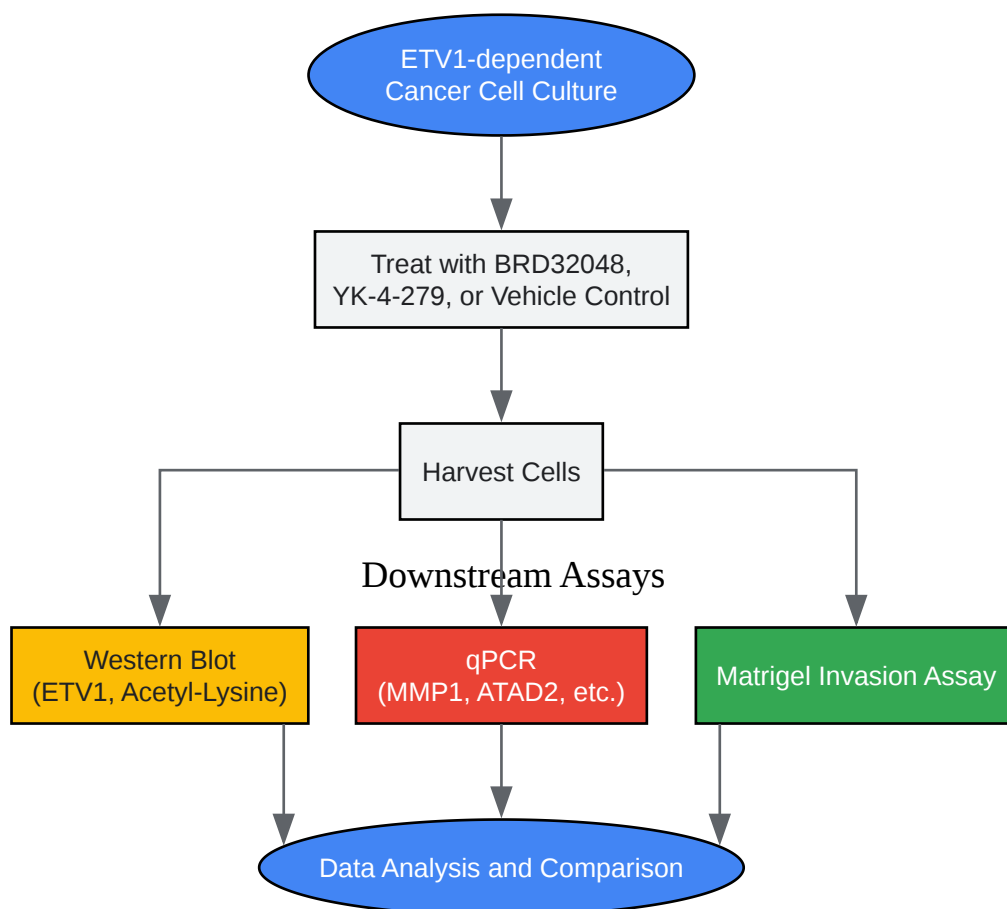 ETV1-dependent
Cancer Cell Culture
Treat with BRD32048,
YK-4-279, or Vehicle Control
Harvest Cells
Downstream Assays
Western Blot
(ETV1, Acetyl-Lysine)
qPCR
(MMP1, ATAD2, etc.)
Matrigel Invasion Assay
Data Analysis and Comparison